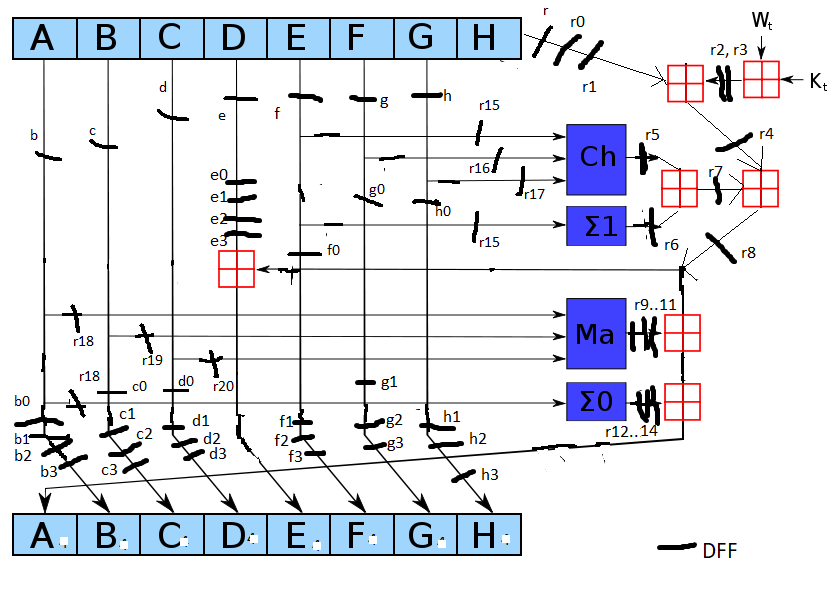 A B C D E F G H
r
r0
r1
W_t
r2, r3
K_t
d
b
c
e
f
g
h
r15
r5
r4
Ch
r16
r7
r17
e0
e1
e2
e3
g0
h0
r15
Σ1
r6
f0
r8
r9..11
Ma
r18
r19
r20
r18
c0
d0
g1
Σ0
r12..14
b0
b1
b2
b3
c1
c2
c3
d1
d2
d3
f1
f2
f3
g2
g3
h1
h2
h3
A B C D E F G H
DFF